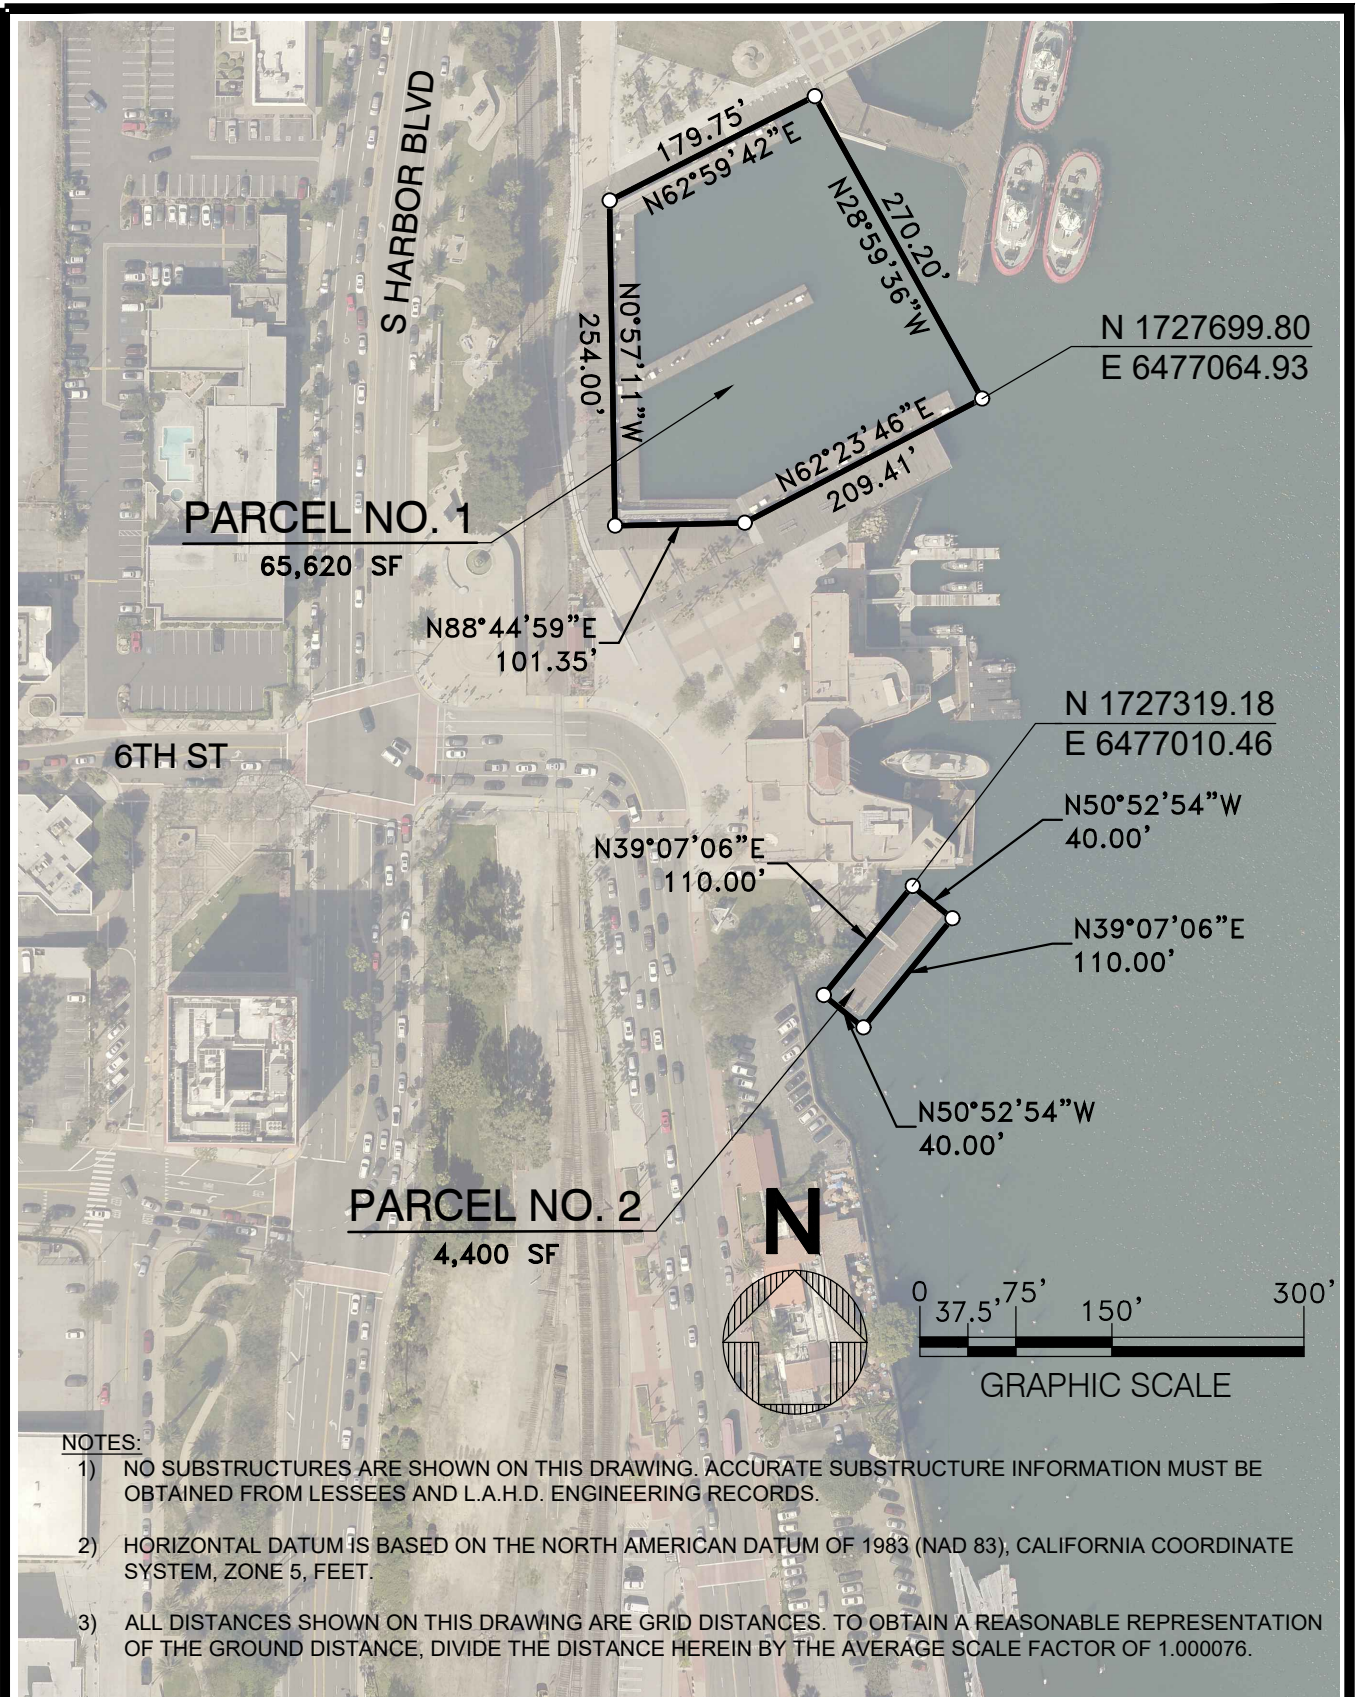 S HARBOR BLVD
179.75'
N62°59'42"E
270.20'
N28°59'36"W
N 1727699.80
E 6477064.93
N0°57'11"W
254.00'
N62°23'46"E
209.41'
PARCEL NO. 1
65,620 SF
N88°44'59"E
101.35'
N 1727319.18
E 6477010.46
6TH ST
N50°52'54"W
40.00'
N39°07'06"E
110.00'
N39°07'06"E
110.00'
N50°52'54"W
40.00'
PARCEL NO. 2
4,400 SF
N
0 37.5' 75' 150' 300'
GRAPHIC SCALE
NOTES:
1) NO SUBSTRUCTURES ARE SHOWN ON THIS DRAWING. ACCURATE SUBSTRUCTURE INFORMATION MUST BE
OBTAINED FROM LESSEES AND L.A.H.D. ENGINEERING RECORDS.
2) HORIZONTAL DATUM IS BASED ON THE NORTH AMERICAN DATUM OF 1983 (NAD 83), CALIFORNIA COORDINATE
SYSTEM, ZONE 5, FEET.
3) ALL DISTANCES SHOWN ON THIS DRAWING ARE GRID DISTANCES. TO OBTAIN A REASONABLE REPRESENTATION
OF THE GROUND DISTANCE, DIVIDE THE DISTANCE HEREIN BY THE AVERAGE SCALE FACTOR OF 1.000076.